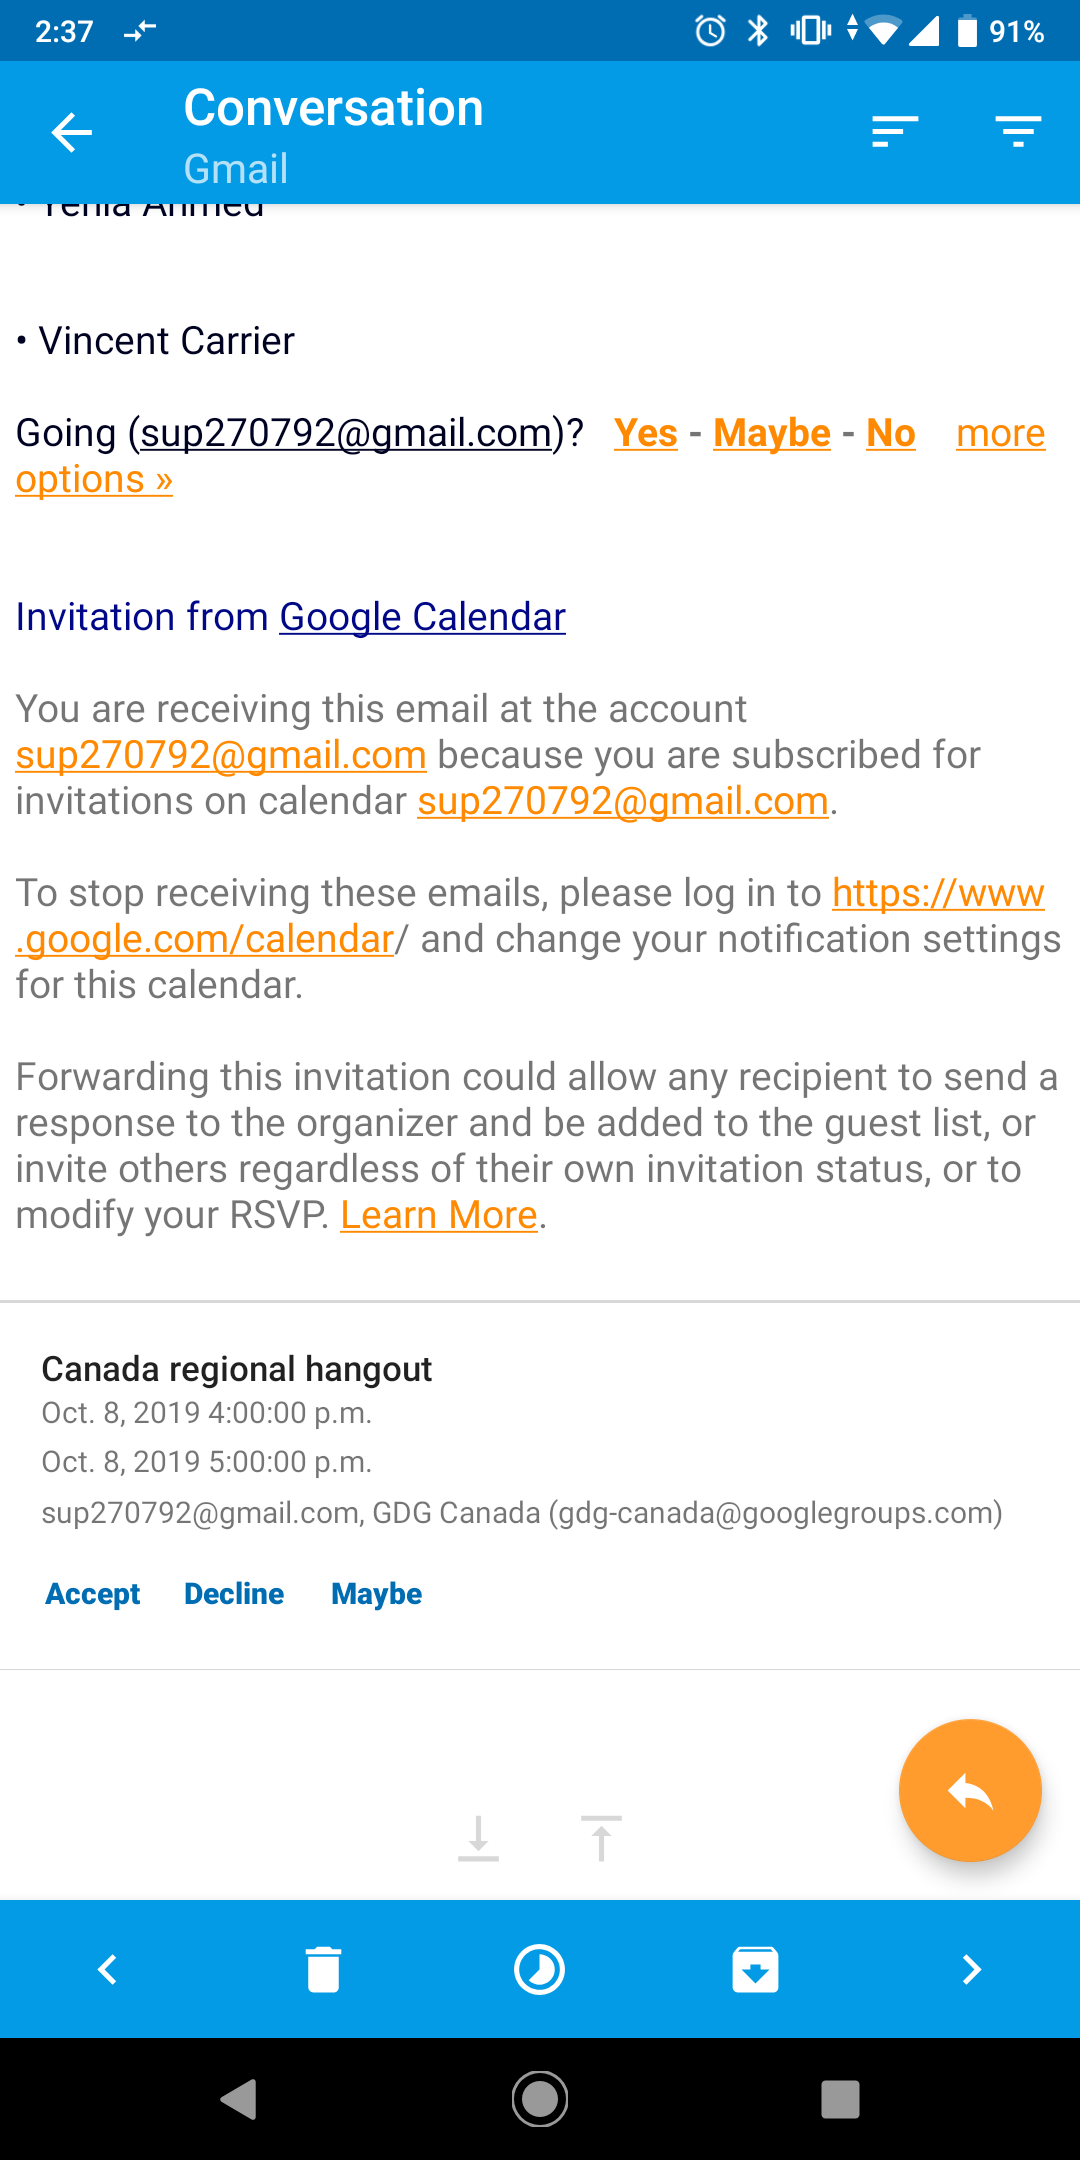 2:37
91%
Conversation
Gmail
• Vincent Carrier
Going (sup270792@gmail.com)? Yes - Maybe - No more
options »
Invitation from Google Calendar
You are receiving this email at the account
sup270792@gmail.com because you are subscribed for
invitations on calendar sup270792@gmail.com.
To stop receiving these emails, please log in to https://www
.google.com/calendar/ and change your notification settings
for this calendar.
Forwarding this invitation could allow any recipient to send a
response to the organizer and be added to the guest list, or
invite others regardless of their own invitation status, or to
modify your RSVP. Learn More.
Canada regional hangout
Oct. 8, 2019 4:00:00 p.m.
Oct. 8, 2019 5:00:00 p.m.
sup270792@gmail.com, GDG Canada (gdg-canada@googlegroups.com)
Accept Decline Maybe